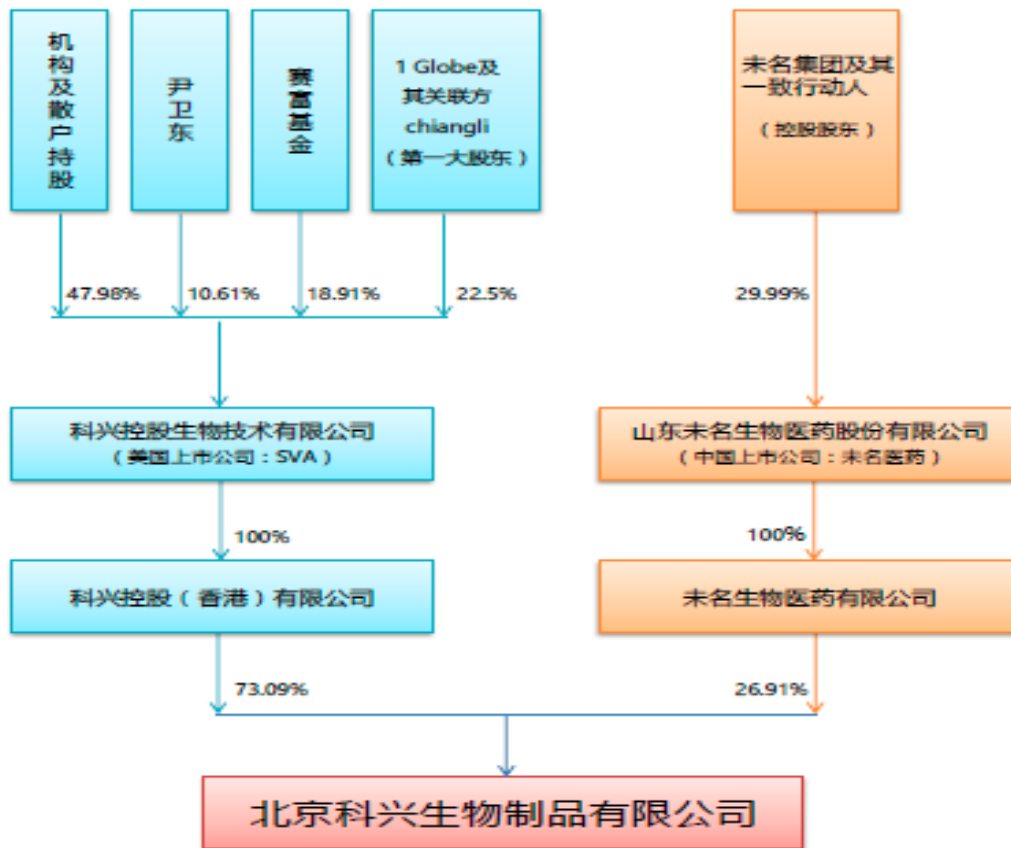 机构及散户持股
尹卫东
赛富基金
1 Globe及
其关联方
chiangli
（第一大股东）
未名集团及其
一致行动人
（控股股东）
47.98%
10.61%
18.91%
22.5%
29.99%
科兴控股生物技术有限公司
（美国上市公司：SVA）
山东未名生物医药股份有限公司
（中国上市公司：未名医药）
100%
100%
科兴控股（香港）有限公司
未名生物医药有限公司
73.09%
26.91%
北京科兴生物制品有限公司